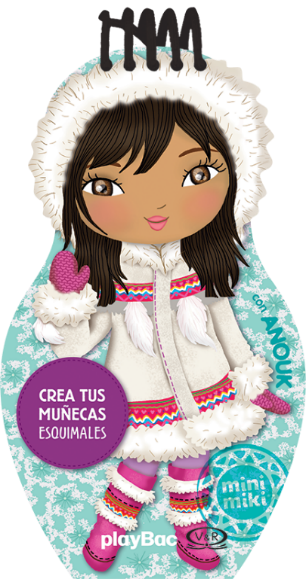 con ANOUK
CREA TUS
MUÑECAS
ESQUIMALES
mini
miki
playBac
V&R